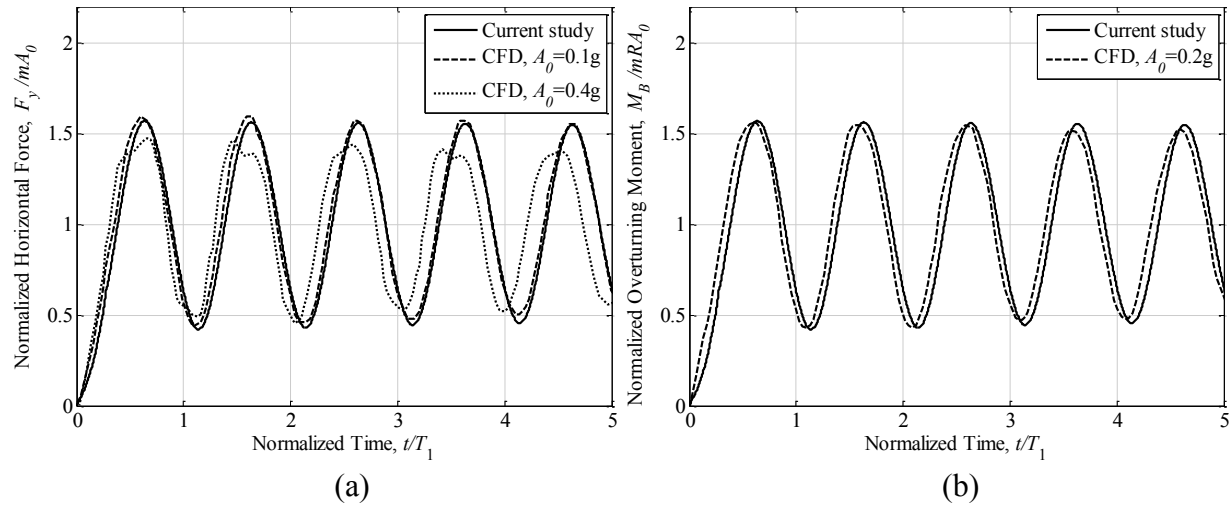 Normalized Horizontal Force, F_y /mA_0
2
1.5
1
0.5
0
0 1 2 3 4 5
Normalized Time, t/T_1
Current study
CFD, A_0=0.1g
CFD, A_0=0.4g
(a)
Normalized Overturning Moment, M_B /mRA_0
2
1.5
1
0.5
0
0 1 2 3 4 5
Normalized Time, t/T_1
Current study
CFD, A_0=0.2g
(b)